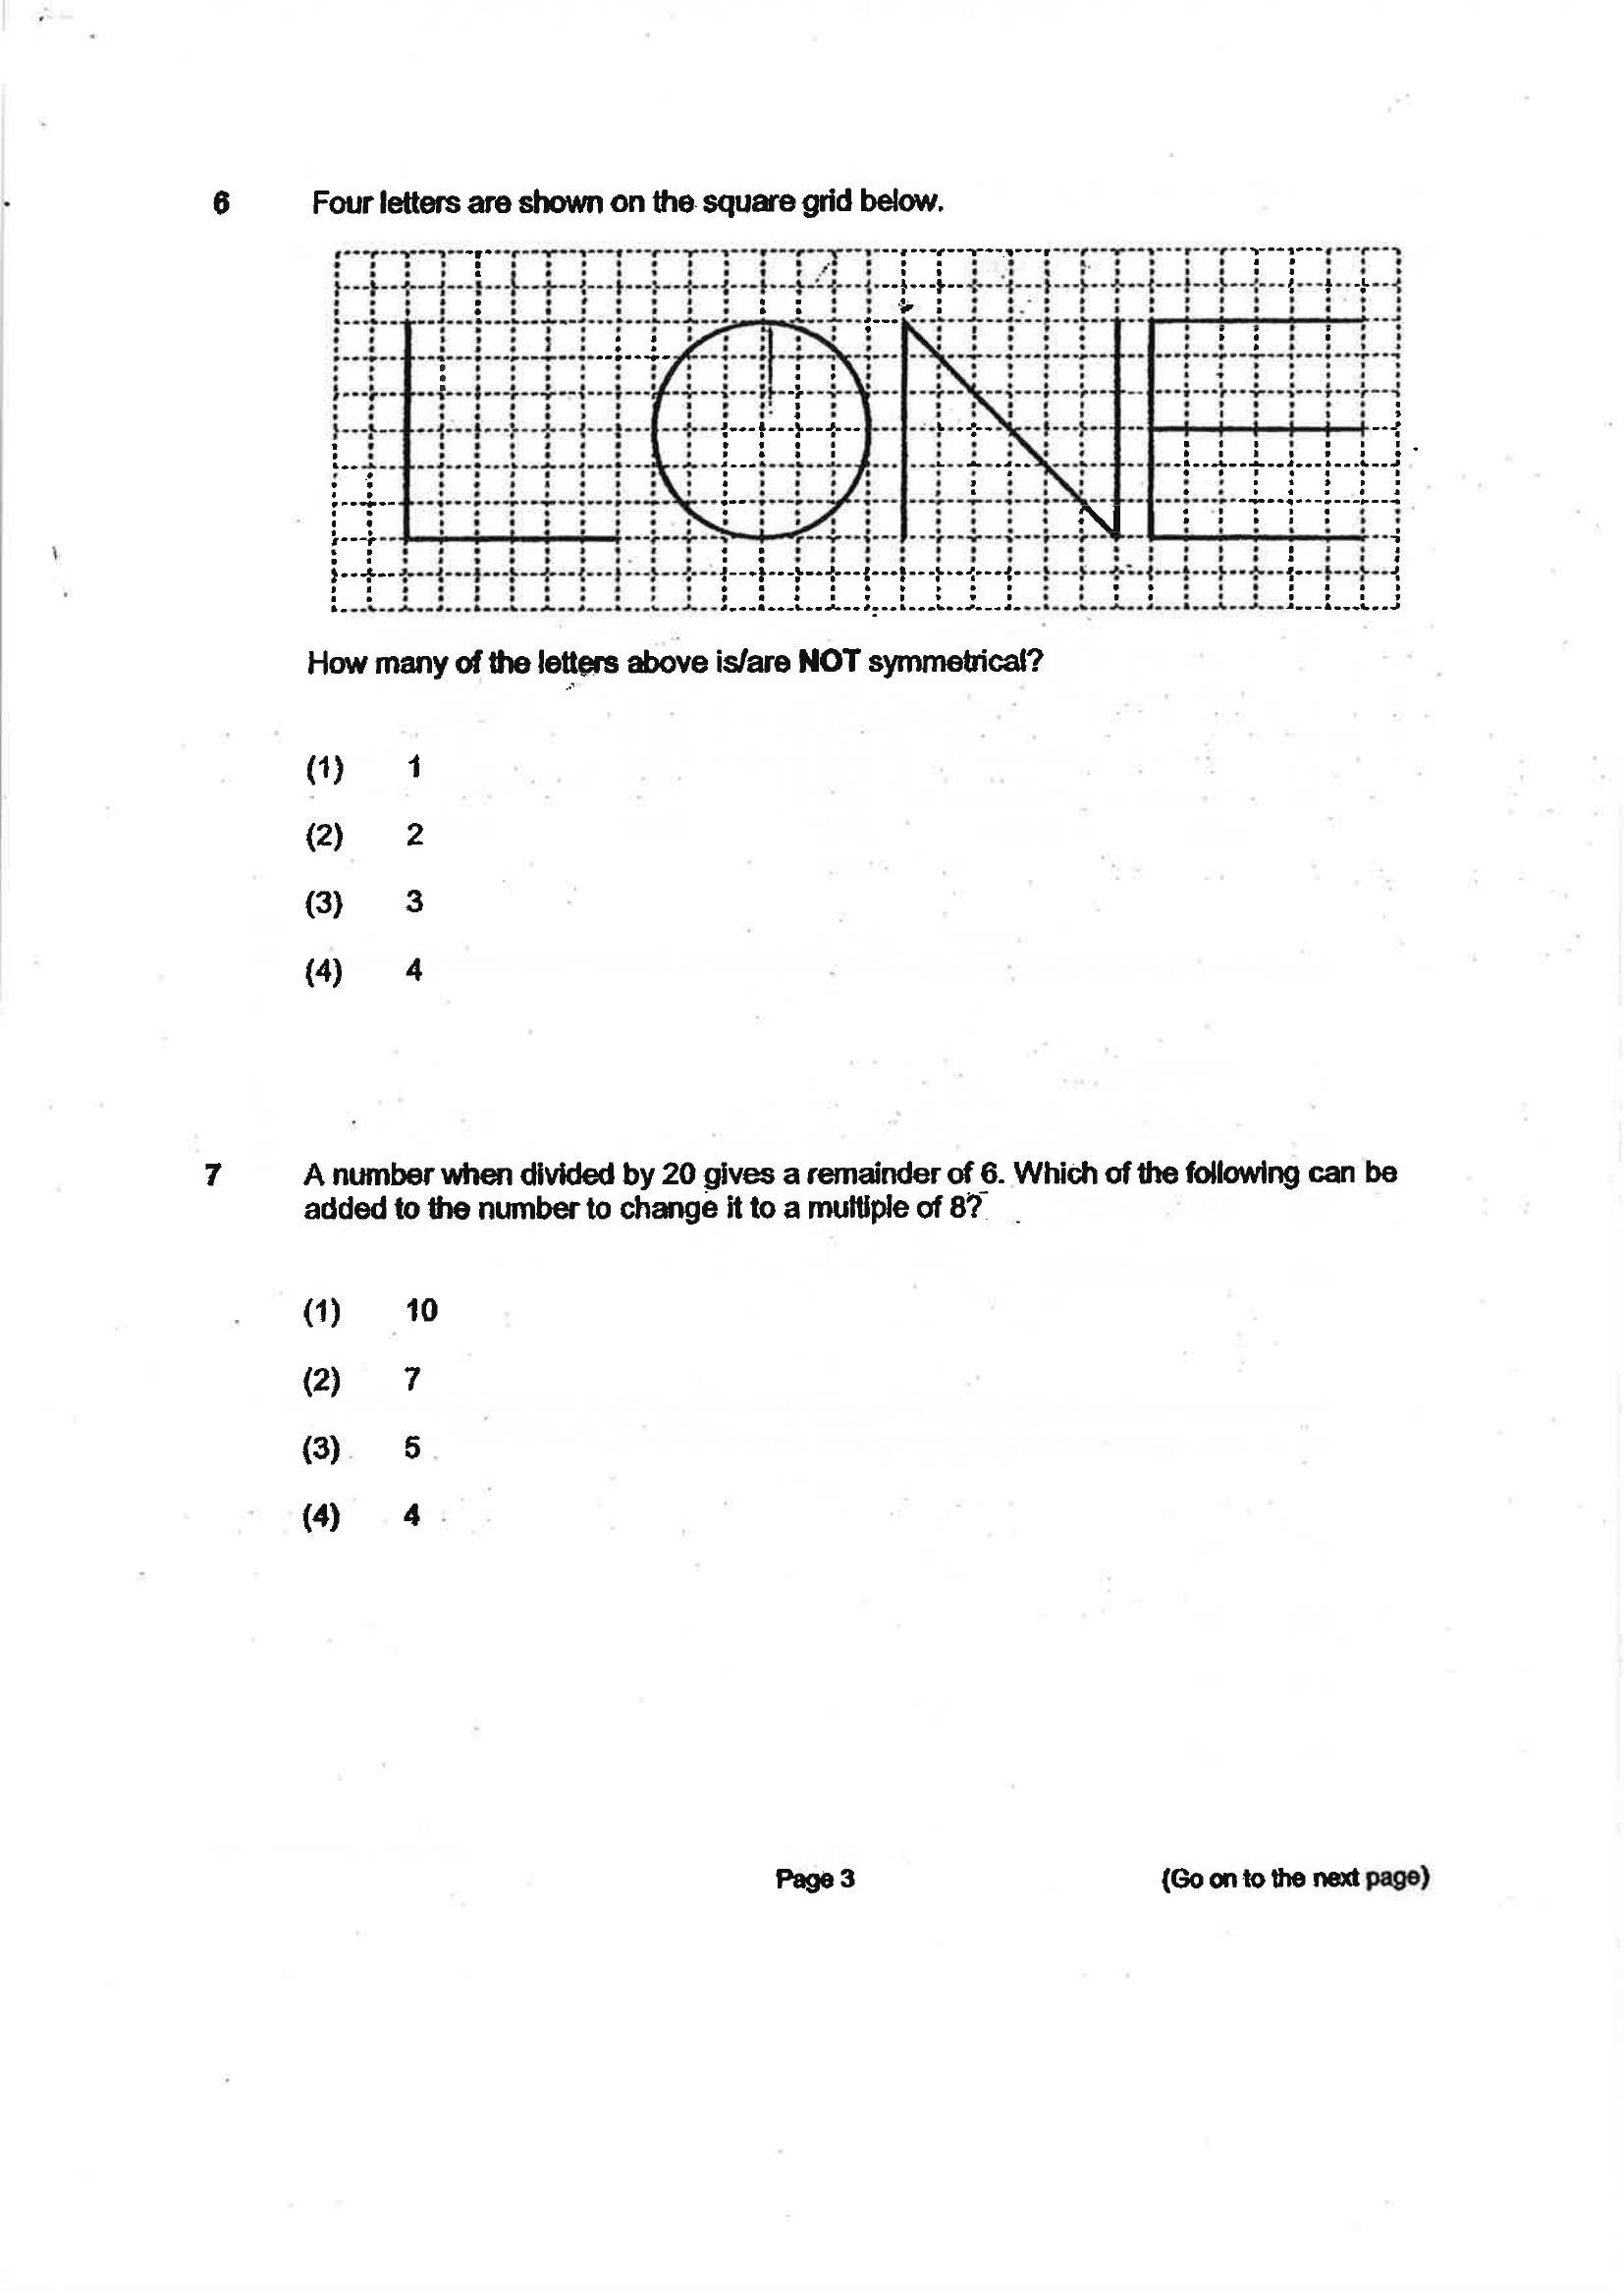 6 Four letters are shown on the square grid below.
L O N E
How many of the letters above is/are NOT symmetrical?
(1) 1
(2) 2
(3) 3
(4) 4
7 A number when divided by 20 gives a remainder of 6. Which of the following can be
added to the number to change it to a multiple of 8?
(1) 10
(2) 7
(3) 5
(4) 4
Page 3 (Go on to the next page)